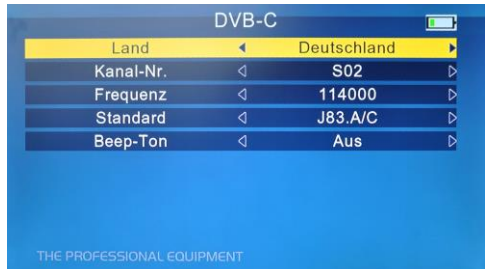 DVB-C
Land Deutschland
Kanal-Nr. S02
Frequenz 114000
Standard J83.A/C
Beep-Ton Aus
THE PROFESSIONAL EQUIPMENT